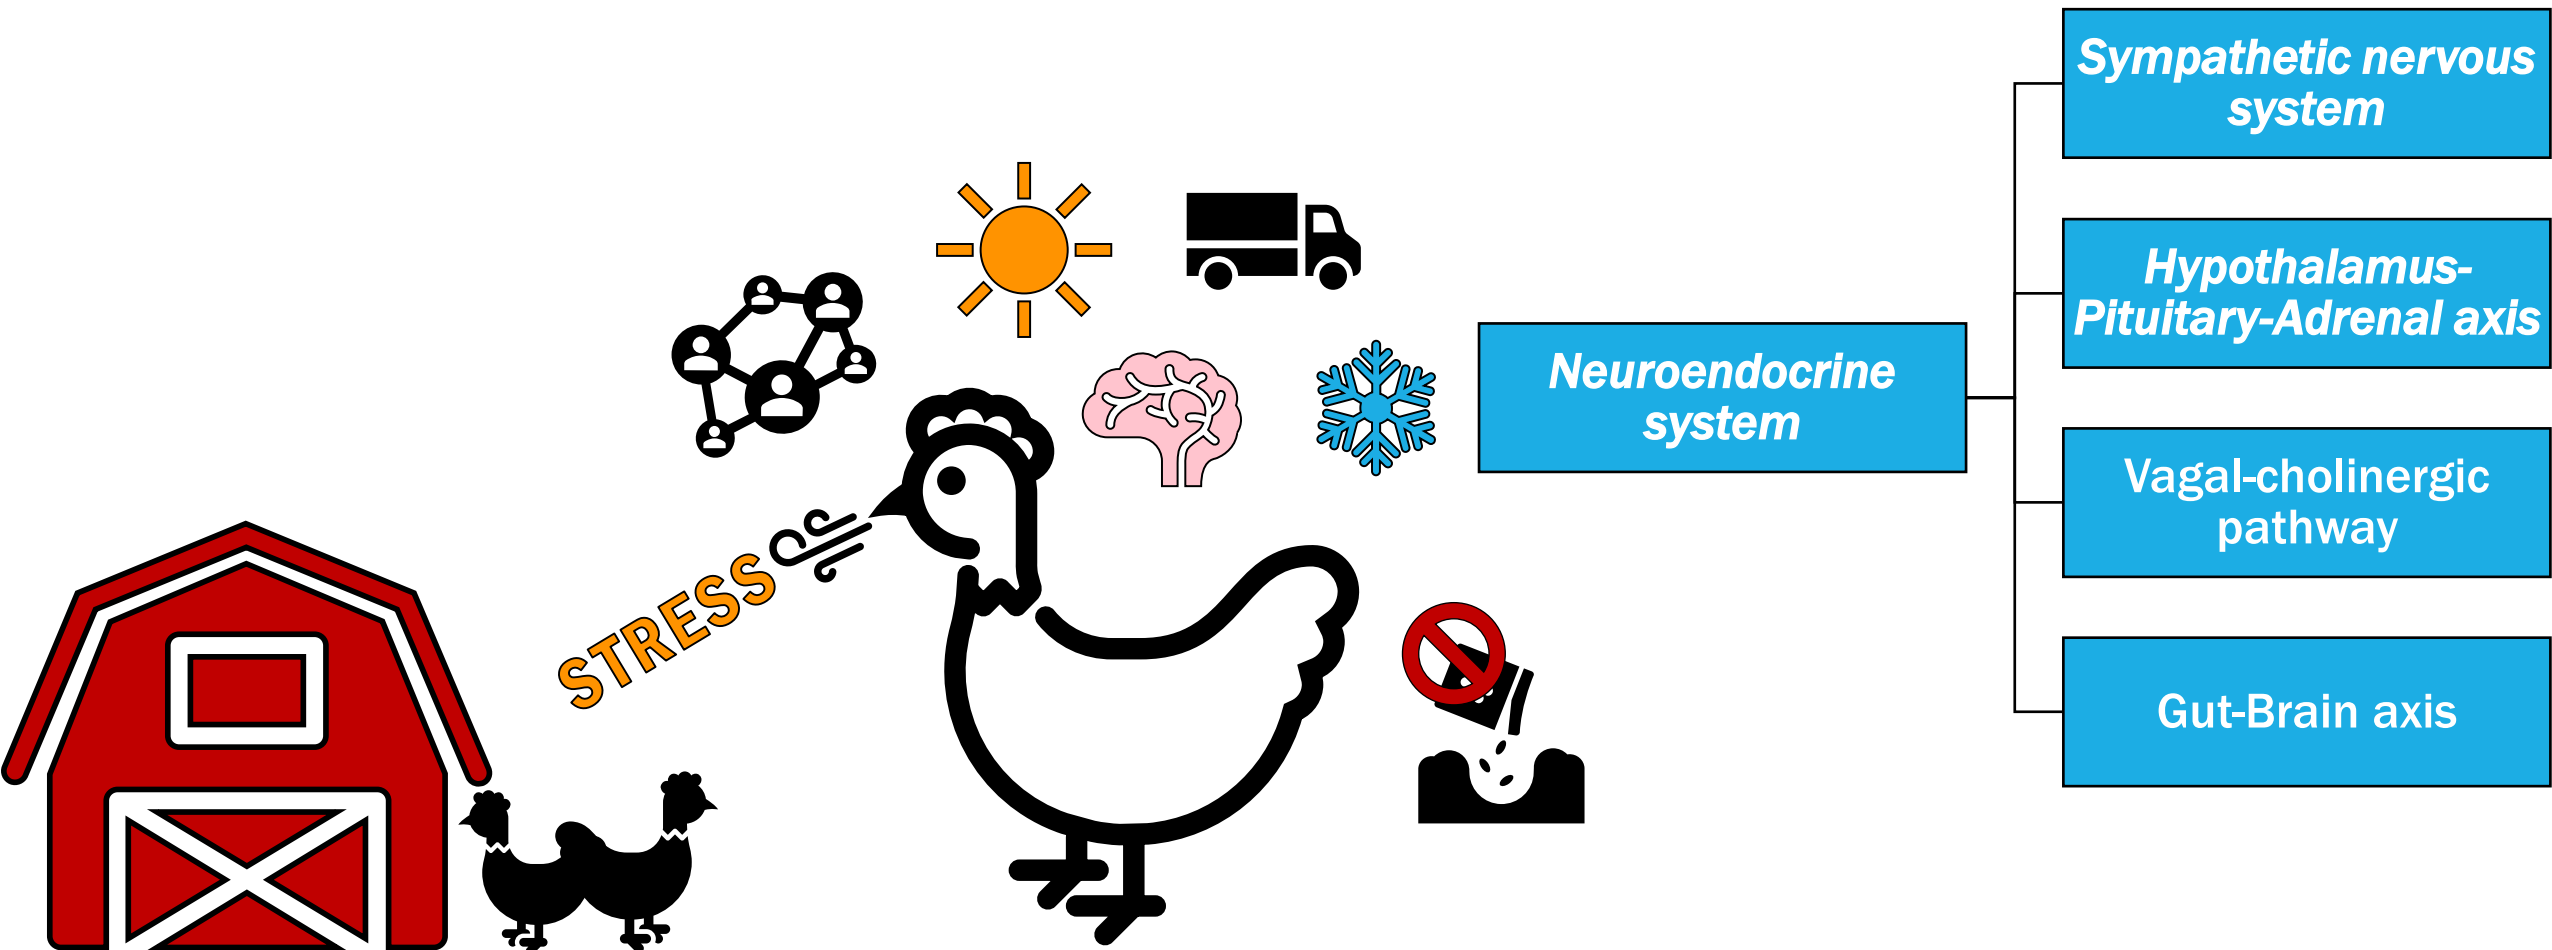 STRESS
Neuroendocrine
system
Sympathetic nervous
system
Hypothalamus-
Pituitary-Adrenal axis
Vagal-cholinergic
pathway
Gut-Brain axis